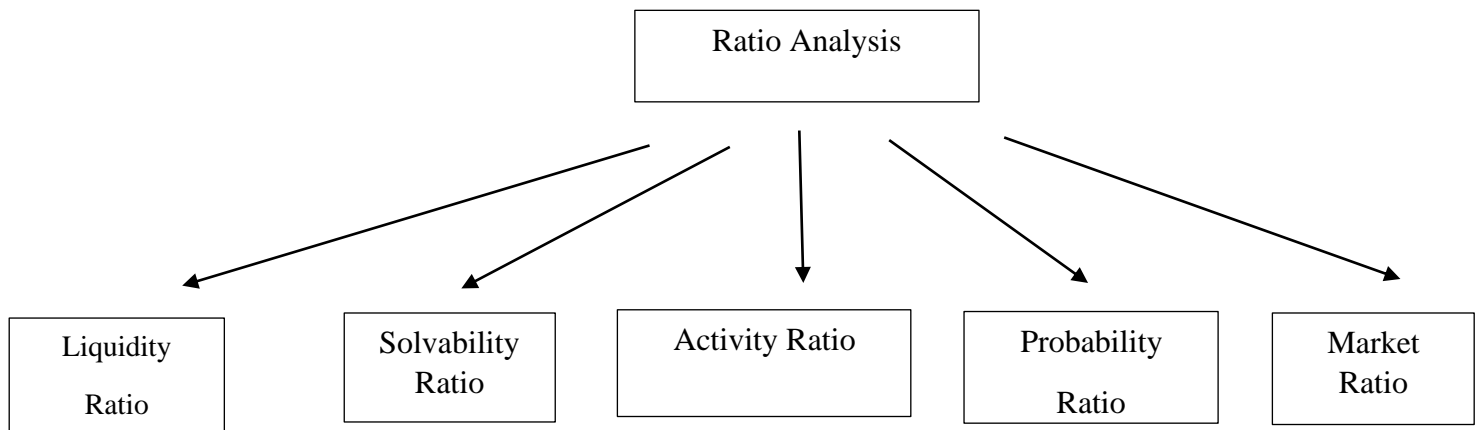 Ratio Analysis
Liquidity
Ratio
Solvability
Ratio
Activity Ratio
Probability
Ratio
Market
Ratio